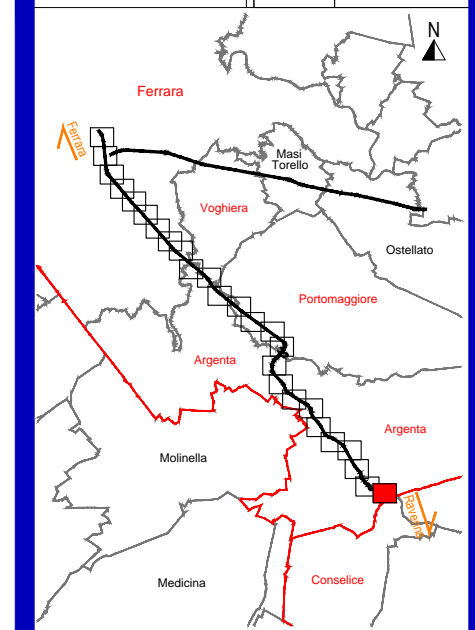 N
Ferrara
Ferrara
Masi
Torello
Voghiera
Ostellato
Portomaggiore
Argenta
Argenta
Molinella
Ravenna
Medicina
Conselice